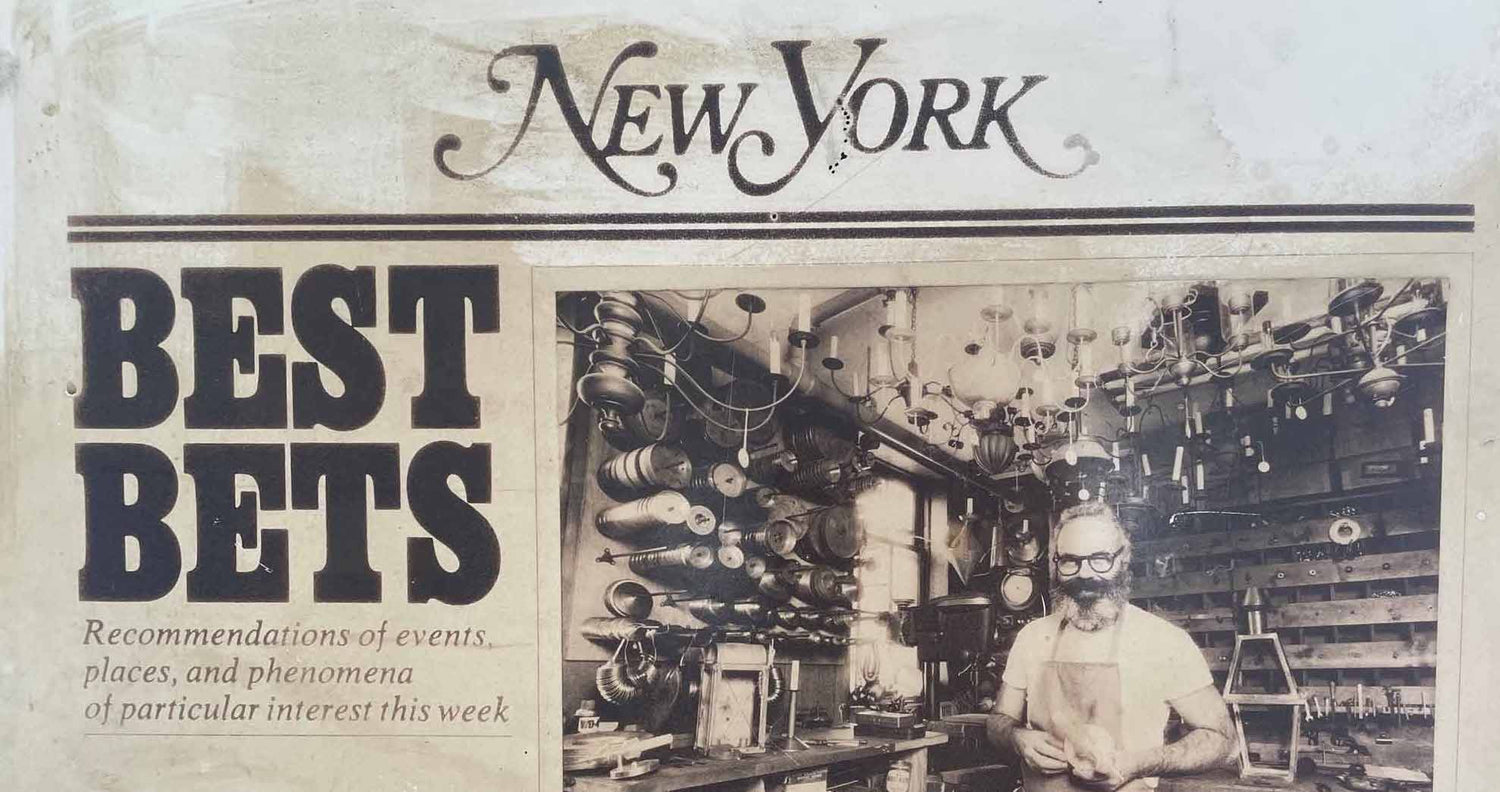 NEW YORK
BEST
BETS
Recommendations of events,
places, and phenomena
of particular interest this week